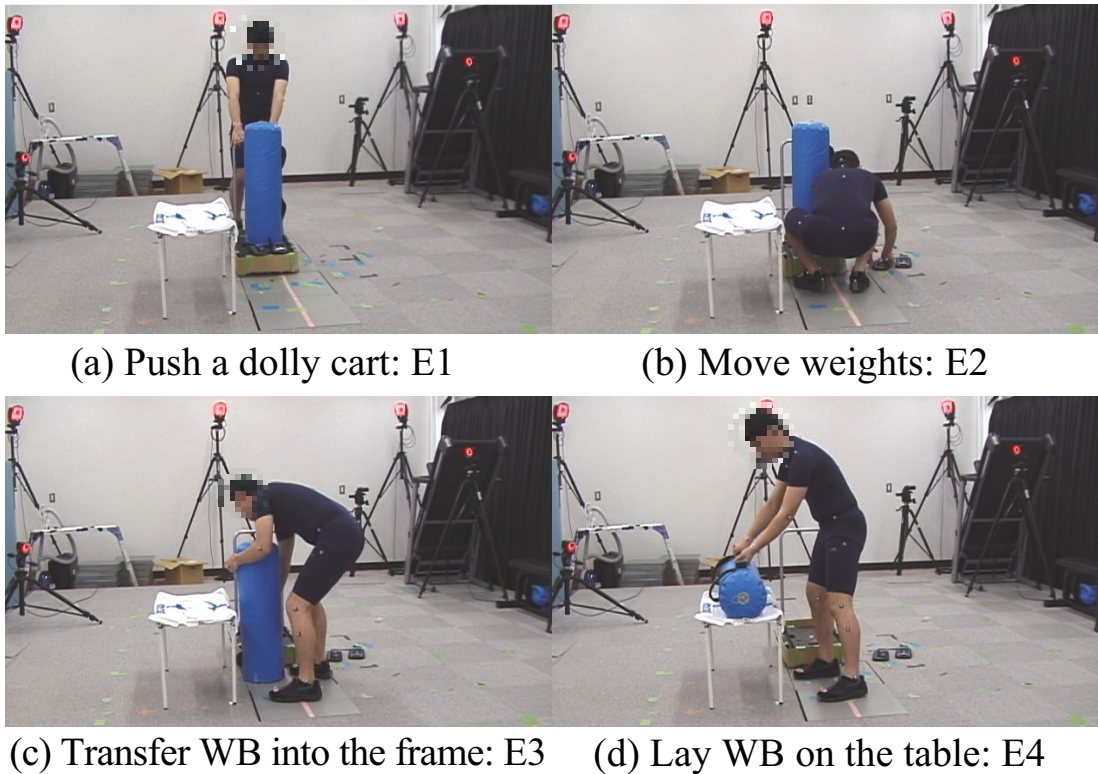 (a) Push a dolly cart: E1
(b) Move weights: E2
(c) Transfer WB into the frame: E3
(d) Lay WB on the table: E4